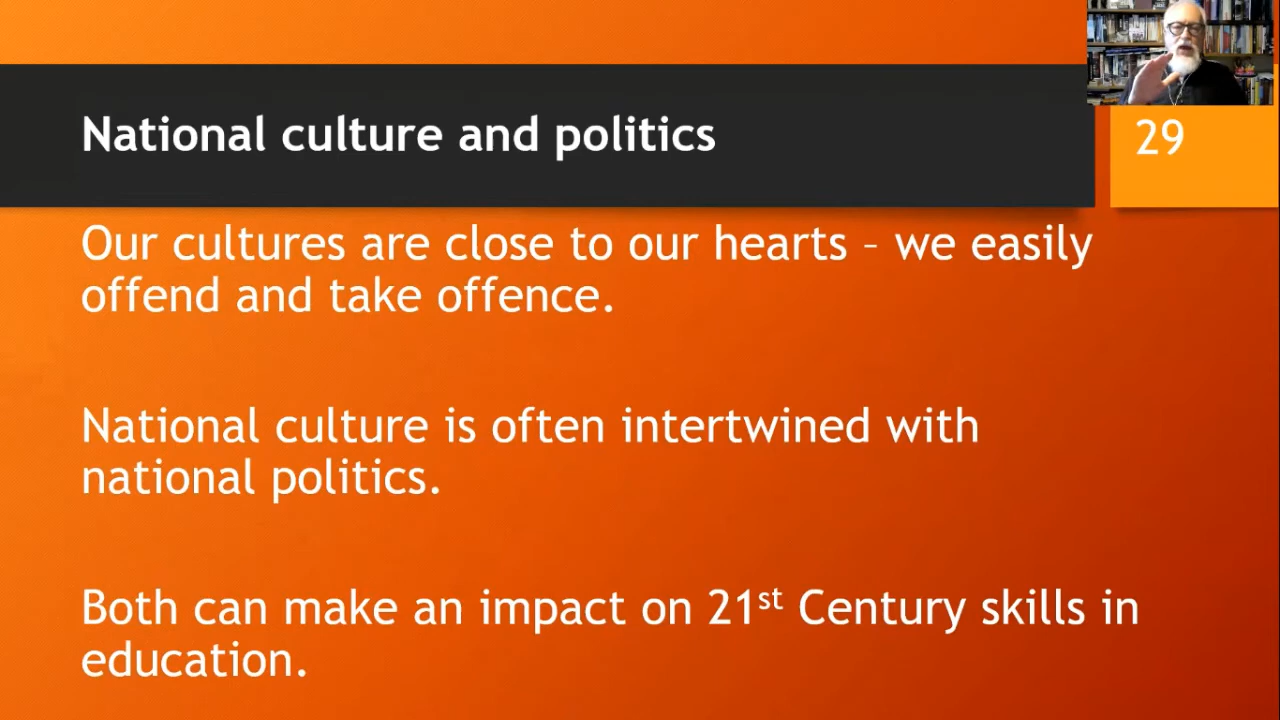 National culture and politics
29
Our cultures are close to our hearts – we easily
offend and take offence.
National culture is often intertwined with
national politics.
Both can make an impact on 21st Century skills in
education.